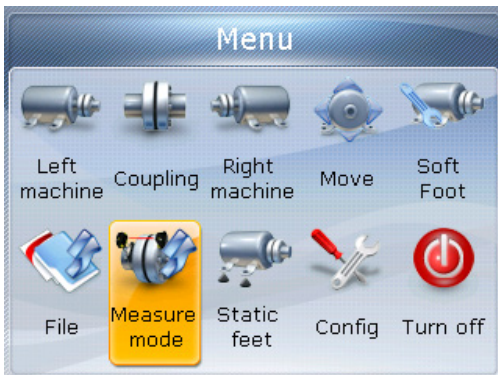 Menu
Left machine
Coupling
Right machine
Move
Soft Foot
File
Measure mode
Static feet
Config
Turn off